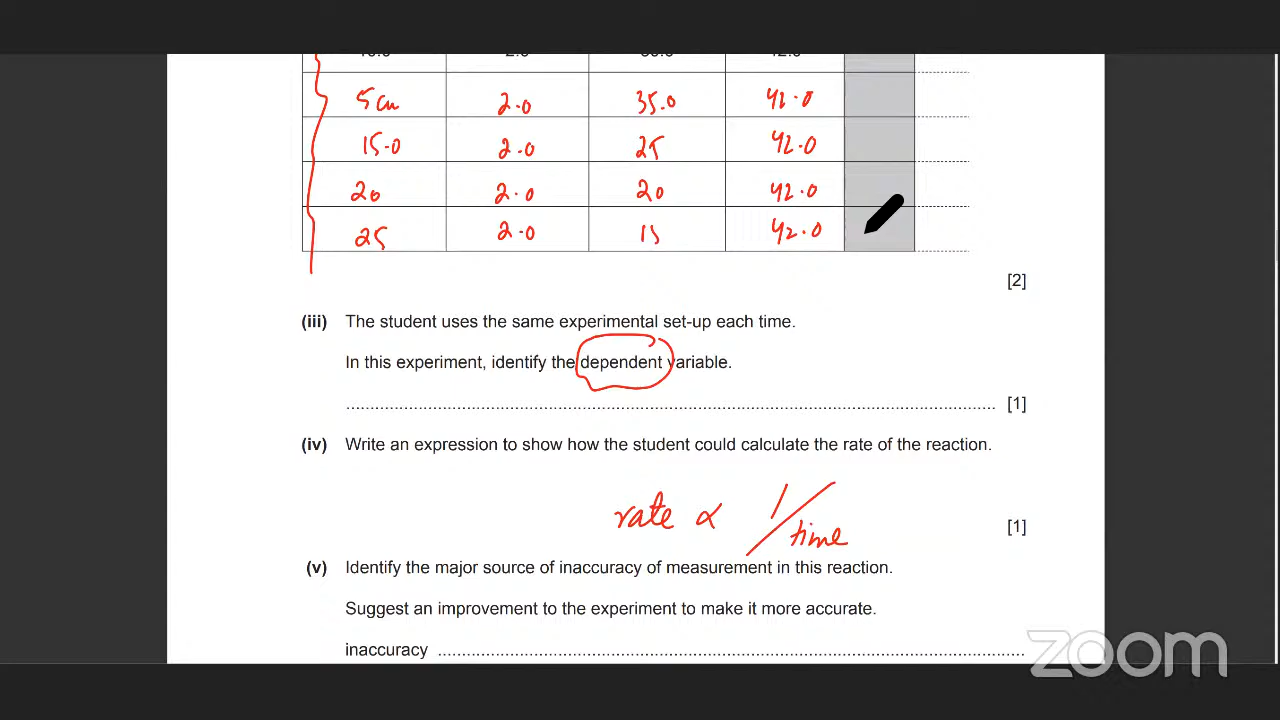 5cm 2.0 35.0 42.0
15.0 2.0 25 42.0
20 2.0 20 42.0
25 2.0 15 42.0
[2]
(iii) The student uses the same experimental set-up each time.
In this experiment, identify the dependent variable.
[1]
(iv) Write an expression to show how the student could calculate the rate of the reaction.
rate ∝ 1/time
[1]
(v) Identify the major source of inaccuracy of measurement in this reaction.
Suggest an improvement to the experiment to make it more accurate.
inaccuracy
zoom